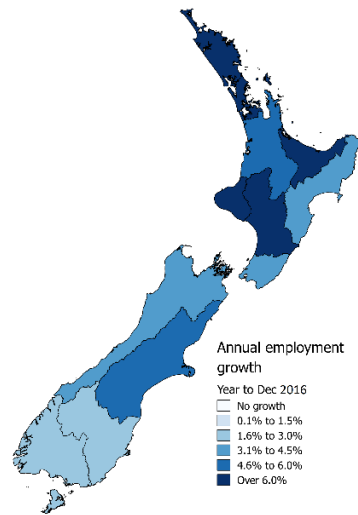 Annual employment
growth
Year to Dec 2016
No growth
0.1% to 1.5%
1.6% to 3.0%
3.1% to 4.5%
4.6% to 6.0%
Over 6.0%